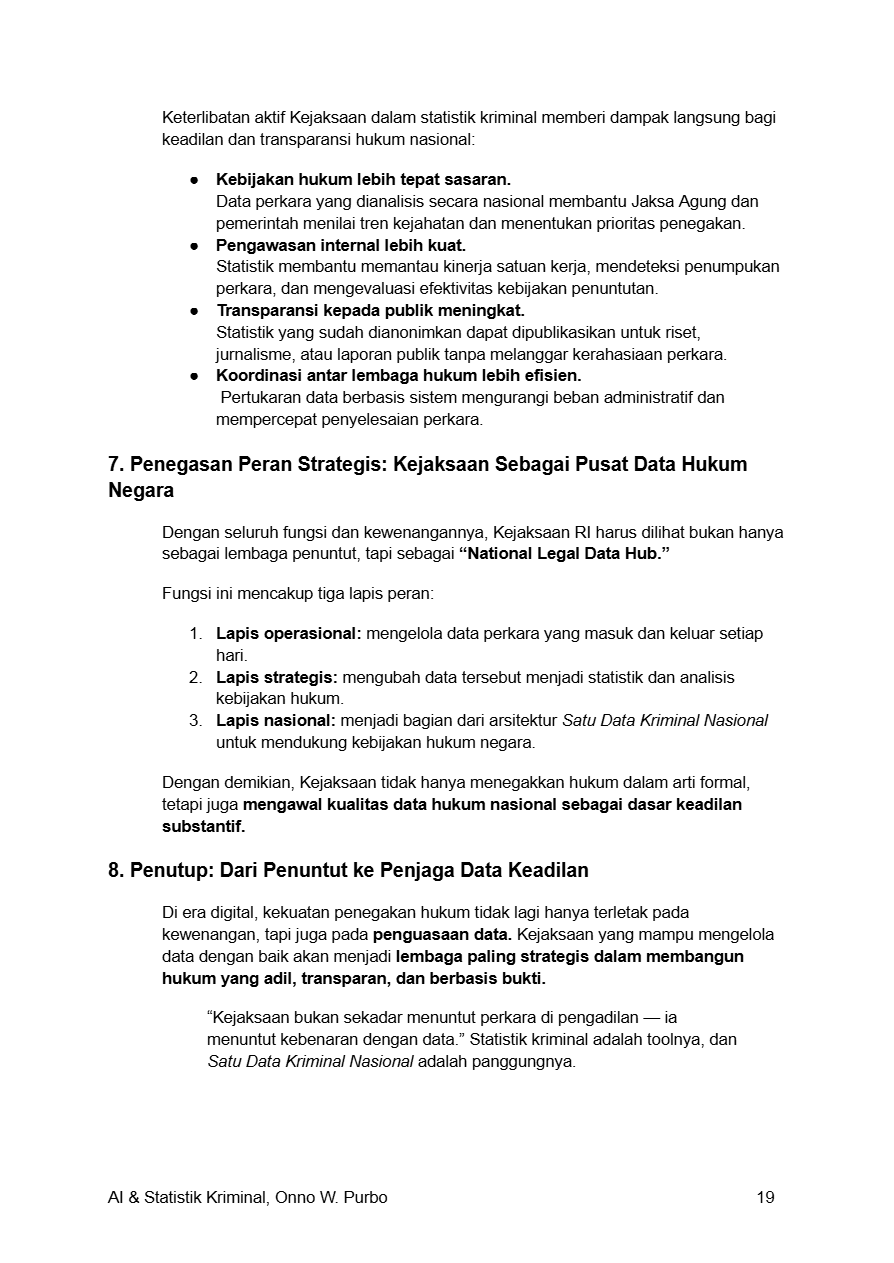 Keterlibatan aktif Kejaksaan dalam statistik kriminal memberi dampak langsung bagi
keadilan dan transparansi hukum nasional:
● Kebijakan hukum lebih tepat sasaran.
Data perkara yang dianalisis secara nasional membantu Jaksa Agung dan
pemerintah menilai tren kejahatan dan menentukan prioritas penegakan.
● Pengawasan internal lebih kuat.
Statistik membantu memantau kinerja satuan kerja, mendeteksi penumpukan
perkara, dan mengevaluasi efektivitas kebijakan penuntutan.
● Transparansi kepada publik meningkat.
Statistik yang sudah dianonimkan dapat dipublikasikan untuk riset,
jurnalisme, atau laporan publik tanpa melanggar kerahasiaan perkara.
● Koordinasi antar lembaga hukum lebih efisien.
Pertukaran data berbasis sistem mengurangi beban administratif dan
mempercepat penyelesaian perkara.
7. Penegasan Peran Strategis: Kejaksaan Sebagai Pusat Data Hukum
Negara
Dengan seluruh fungsi dan kewenangannya, Kejaksaan RI harus dilihat bukan hanya
sebagai lembaga penuntut, tapi sebagai “National Legal Data Hub.”
Fungsi ini mencakup tiga lapis peran:
1. Lapis operasional: mengelola data perkara yang masuk dan keluar setiap
hari.
2. Lapis strategis: mengubah data tersebut menjadi statistik dan analisis
kebijakan hukum.
3. Lapis nasional: menjadi bagian dari arsitektur Satu Data Kriminal Nasional
untuk mendukung kebijakan hukum negara.
Dengan demikian, Kejaksaan tidak hanya menegakkan hukum dalam arti formal,
tetapi juga mengawal kualitas data hukum nasional sebagai dasar keadilan
substantif.
8. Penutup: Dari Penuntut ke Penjaga Data Keadilan
Di era digital, kekuatan penegakan hukum tidak lagi hanya terletak pada
kewenangan, tapi juga pada penguasaan data. Kejaksaan yang mampu mengelola
data dengan baik akan menjadi lembaga paling strategis dalam membangun
hukum yang adil, transparan, dan berbasis bukti.
“Kejaksaan bukan sekadar menuntut perkara di pengadilan — ia
menuntut kebenaran dengan data.” Statistik kriminal adalah toolnya, dan
Satu Data Kriminal Nasional adalah panggungnya.
AI & Statistik Kriminal, Onno W. Purbo 19